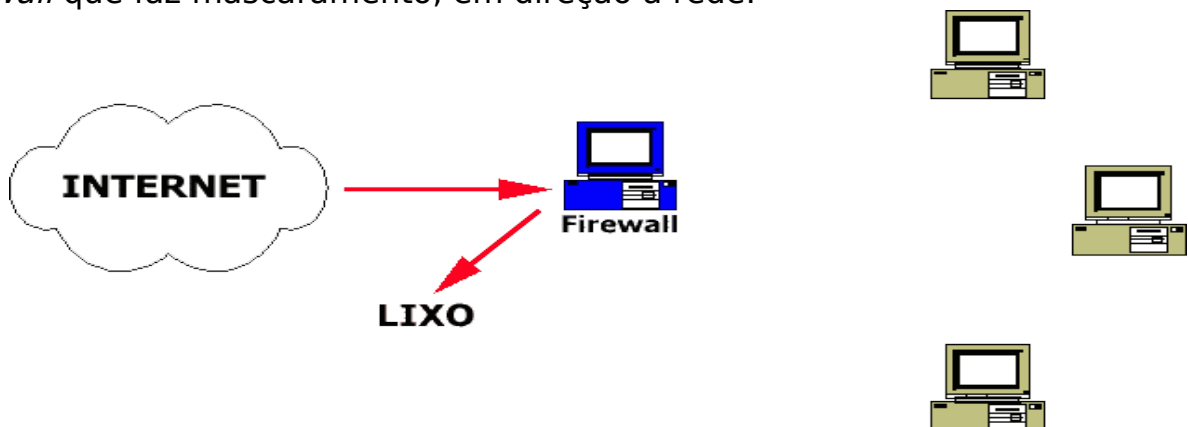 que faz mascaramento, em direção à rede.
INTERNET
Firewall
LIXO